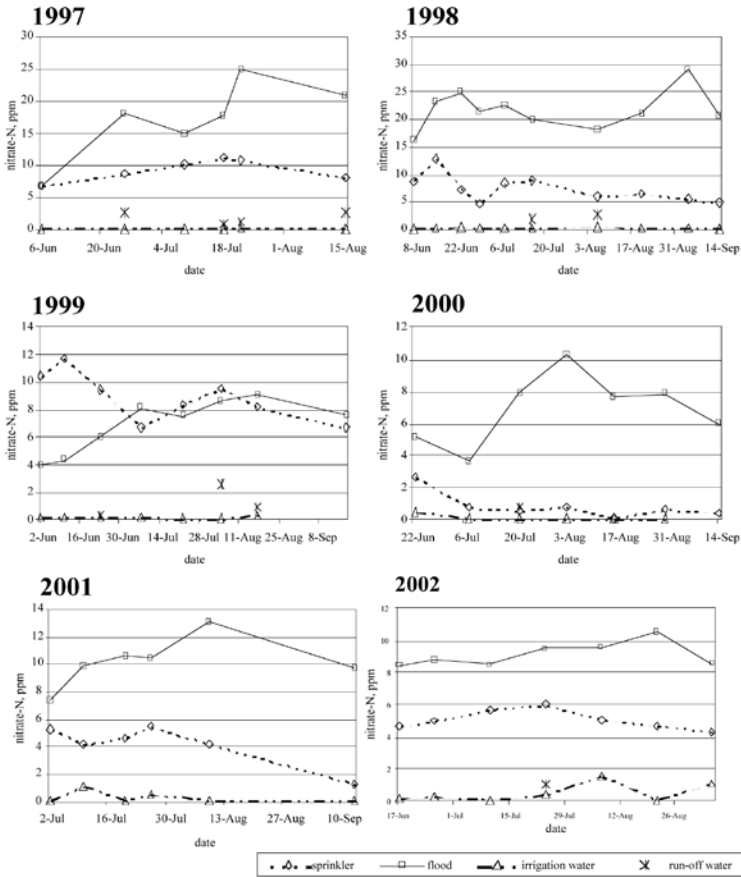 1997
30
25
20
15
10
5
0
nitrate-N, ppm
6-Jun 20-Jun 4-Jul 18-Jul 1-Aug 15-Aug
date
1998
35
30
25
20
15
10
5
0
nitrate-N, ppm
8-Jun 22-Jun 6-Jul 20-Jul 3-Aug 17-Aug 31-Aug 14-Sep
date
1999
14
12
10
8
6
4
2
0
nitrate-N, ppm
2-Jun 16-Jun 30-Jun 14-Jul 28-Jul 11-Aug 25-Aug 8-Sep
date
2000
12
10
8
6
4
2
0
nitrate-N, ppm
22-Jun 6-Jul 20-Jul 3-Aug 17-Aug 31-Aug 14-Sep
date
2001
14
12
10
8
6
4
2
0
nitrate-N, ppm
2-Jul 16-Jul 30-Jul 13-Aug 27-Aug 10-Sep
date
2002
12
10
8
6
4
2
0
nitrate-N, ppm
17-Jun 1-Jul 15-Jul 29-Jul 12-Aug 26-Aug
date
sprinkler flood irrigation water run-off water